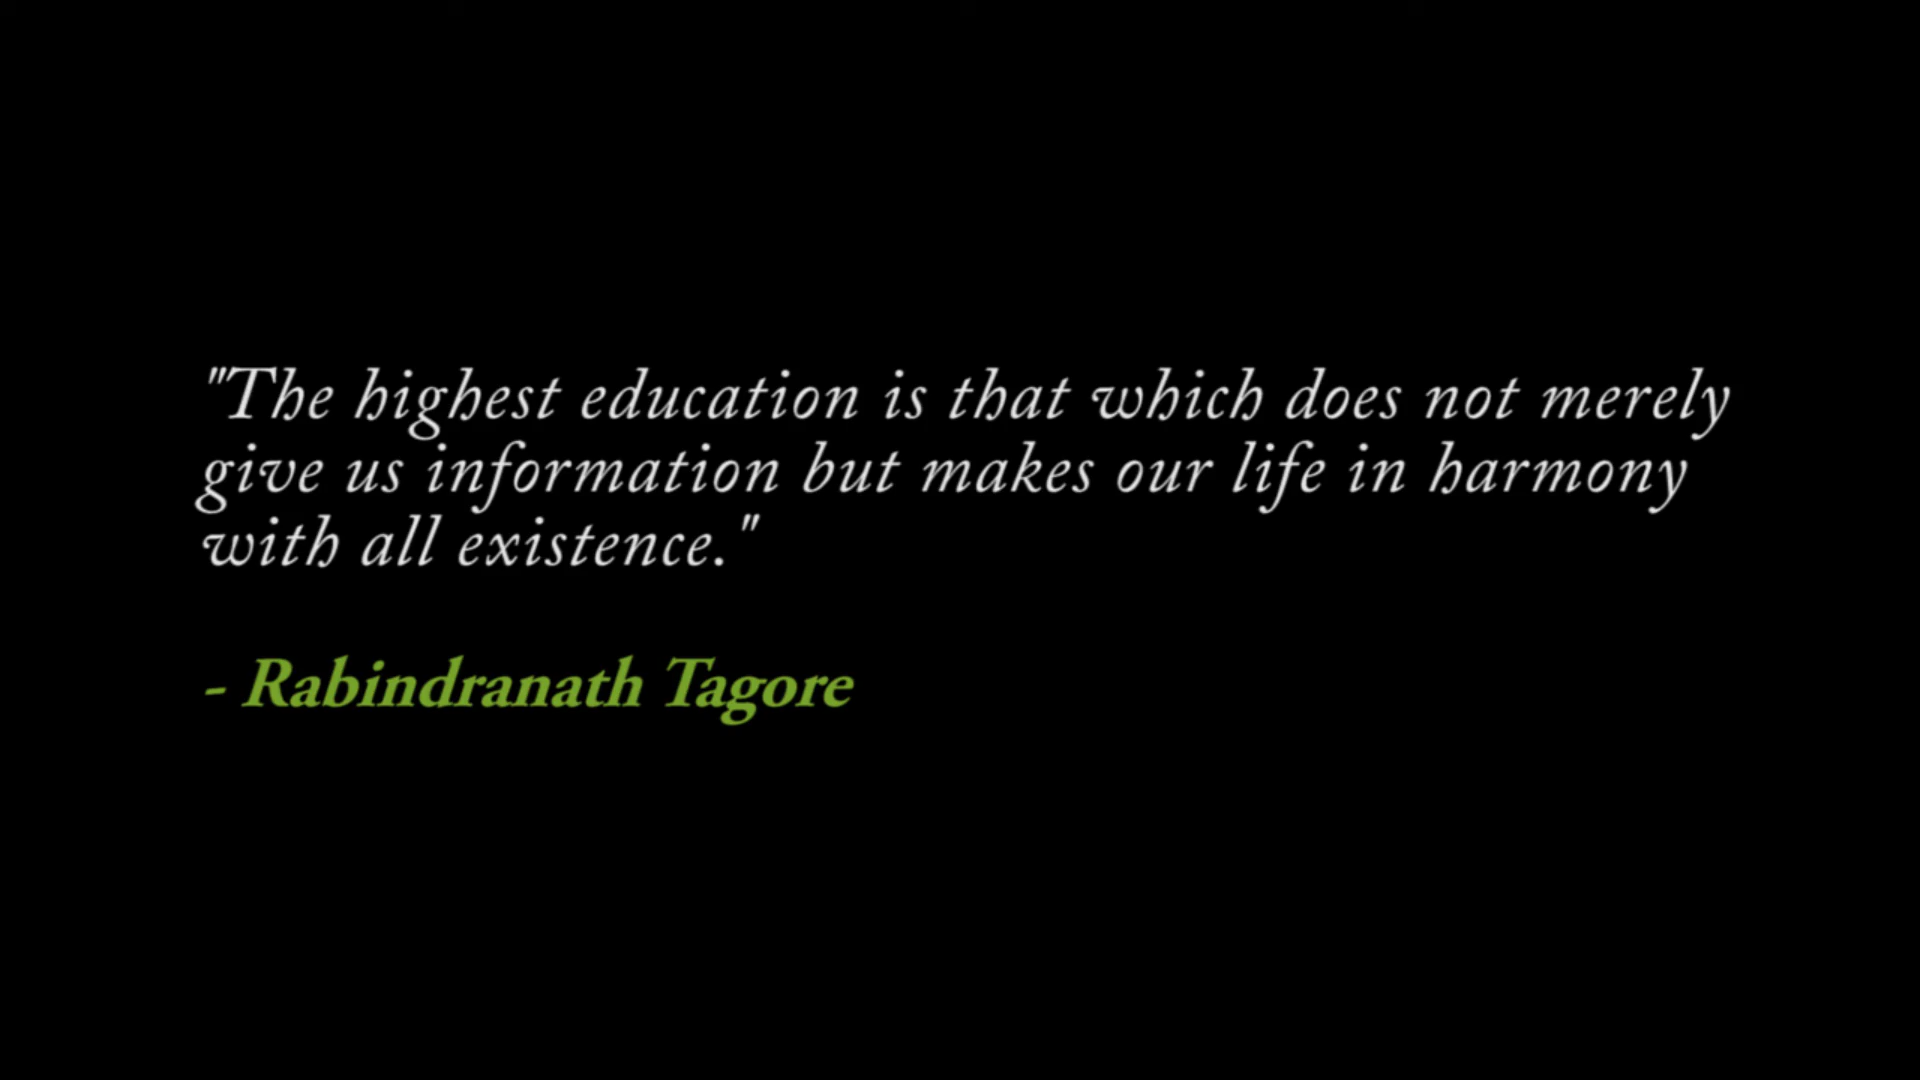 "The highest education is that which does not merely
give us information but makes our life in harmony
with all existence."
- Rabindranath Tagore